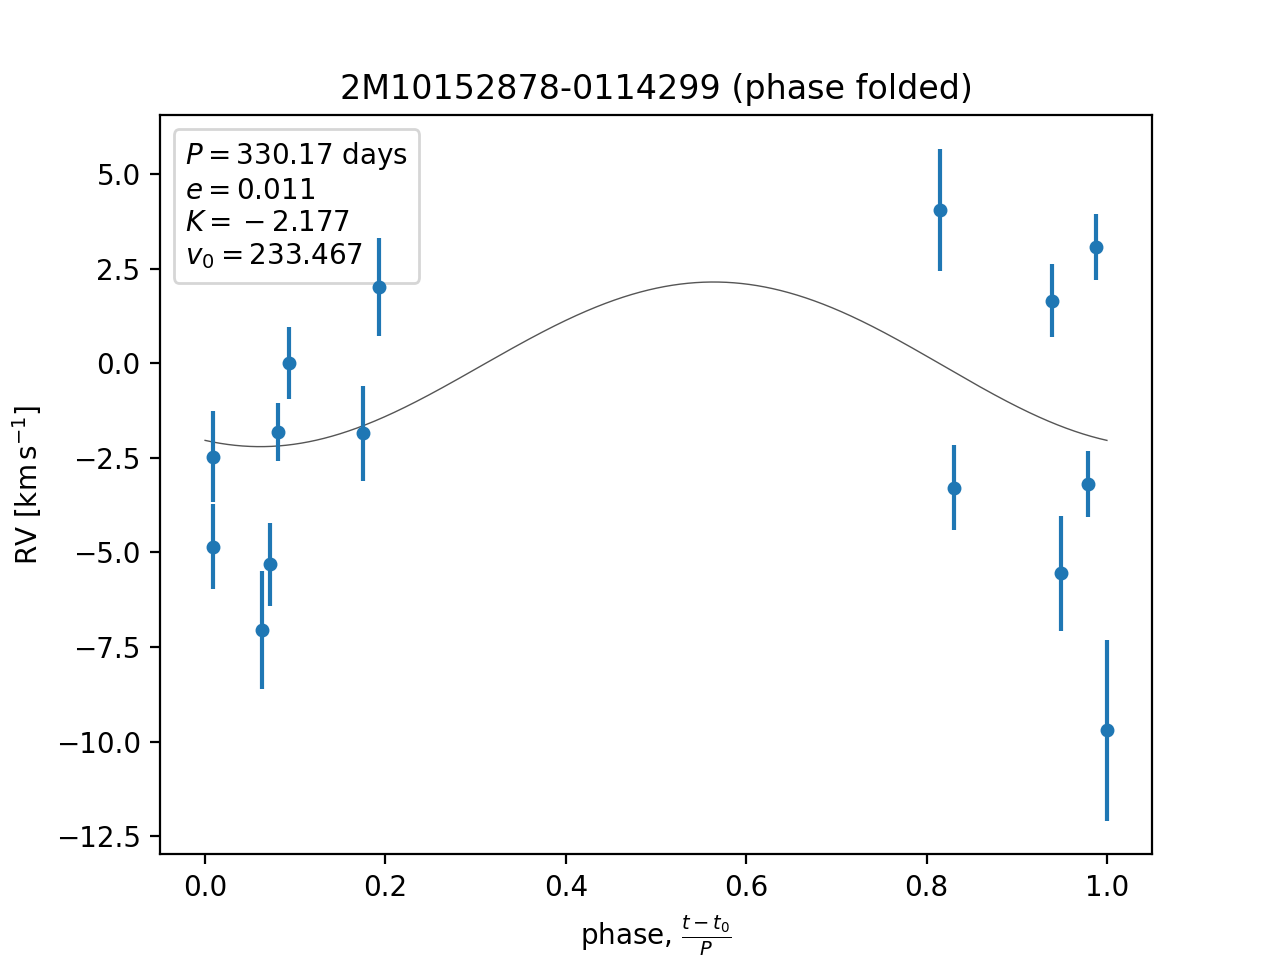 2M10152878-0114299 (phase folded)
P = 330.17 days
e = 0.011
K = −2.177
v₀ = 233.467
5.0
2.5
0.0
−2.5
−5.0
−7.5
−10.0
−12.5
RV [km s⁻¹]
0.0 0.2 0.4 0.6 0.8 1.0
phase, (t − t₀)/P